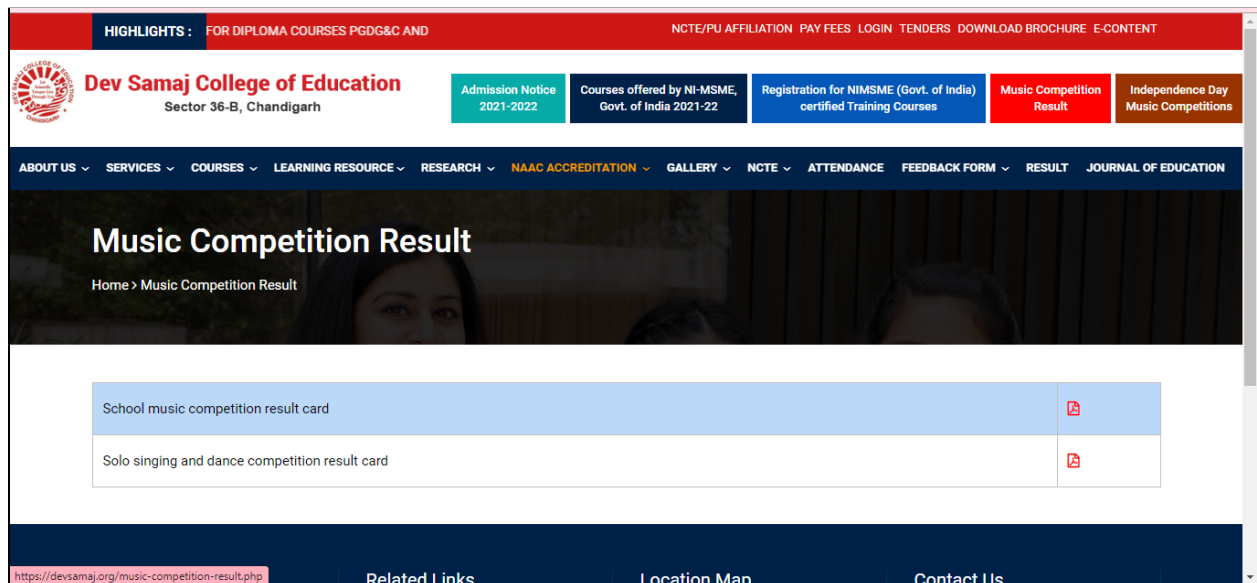 HIGHLIGHTS : FOR DIPLOMA COURSES PGDG&C AND
NCTE/PU AFFILIATION PAY FEES LOGIN TENDERS DOWNLOAD BROCHURE E-CONTENT
Dev Samaj College of Education
Sector 36-B, Chandigarh
Admission Notice
2021-2022
Courses offered by NI-MSME,
Govt. of India 2021-22
Registration for NIMSME (Govt. of India)
certified Training Courses
Music Competition
Result
Independence Day
Music Competitions
ABOUT US SERVICES COURSES LEARNING RESOURCE RESEARCH NAAC ACCREDITATION GALLERY NCTE ATTENDANCE FEEDBACK FORM RESULT JOURNAL OF EDUCATION
Music Competition Result
Home > Music Competition Result
School music competition result card
Solo singing and dance competition result card
Related Links
Location Map
Contact Us
https://devsamaj.org/music-competition-result.php